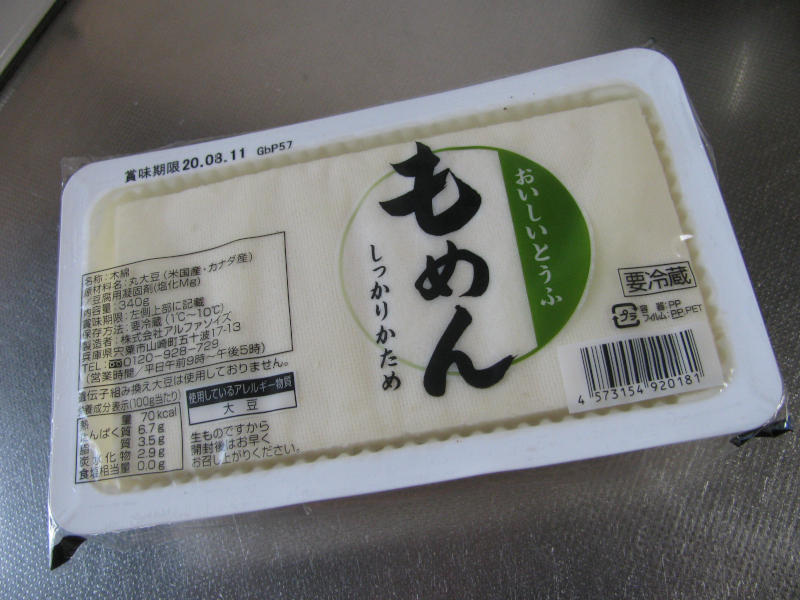 賞味期限 20.08.11 GbP57
おいしいとうふ
もめん
しっかりかため
名称:木綿
原材料名:丸大豆(米国産・カナダ産)
/豆腐用凝固剤(塩化Mg)
内容量:340g
賞味期限:左側上部に記載
保存方法:要冷蔵(1℃〜10℃)
製造者:株式会社アルファソイズ
兵庫県宍粟市山崎町五十波17-13
TEL:0120-928-729
(営業時間/平日午前9時〜午後5時)
遺伝子組み換え大豆は使用しておりません。
栄養成分表示(100g当たり)
熱量 70kcal
たんぱく質 6.7g
脂質 3.5g
炭水化物 2.9g
食塩相当量 0.0g
使用しているアレルギー物質
大豆
生ものですから
開封後はお早く
お召し上がりください。
要冷蔵
プラ
容器:PP
フィルム:PP,PET
4 573154 920181